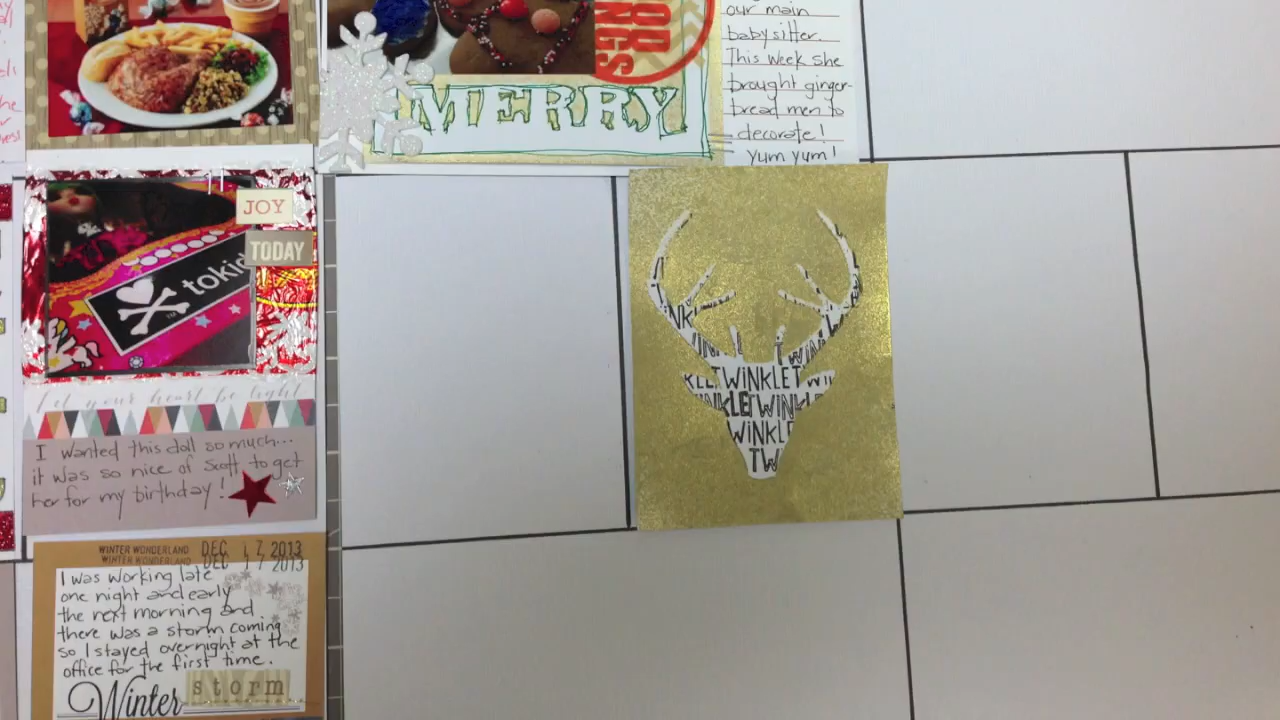 our main
babysitter.
This week she
brought ginger-
bread men to
decorate!
yum yum!
MERRY
JOY
TODAY
tokid
let your heart be light
I wanted this doll so much...
it was so nice of Scott to get
her for my birthday!
WINTER WONDERLAND DEC 17 2013
WINTER WONDERLAND DEC 17 2013
I was working late
one night and early
the next morning and
there was a storm coming
so I stayed overnight at the
office for the first time.
Winter storm
TWINKLE
TWINKLE
TWINKLE
TW